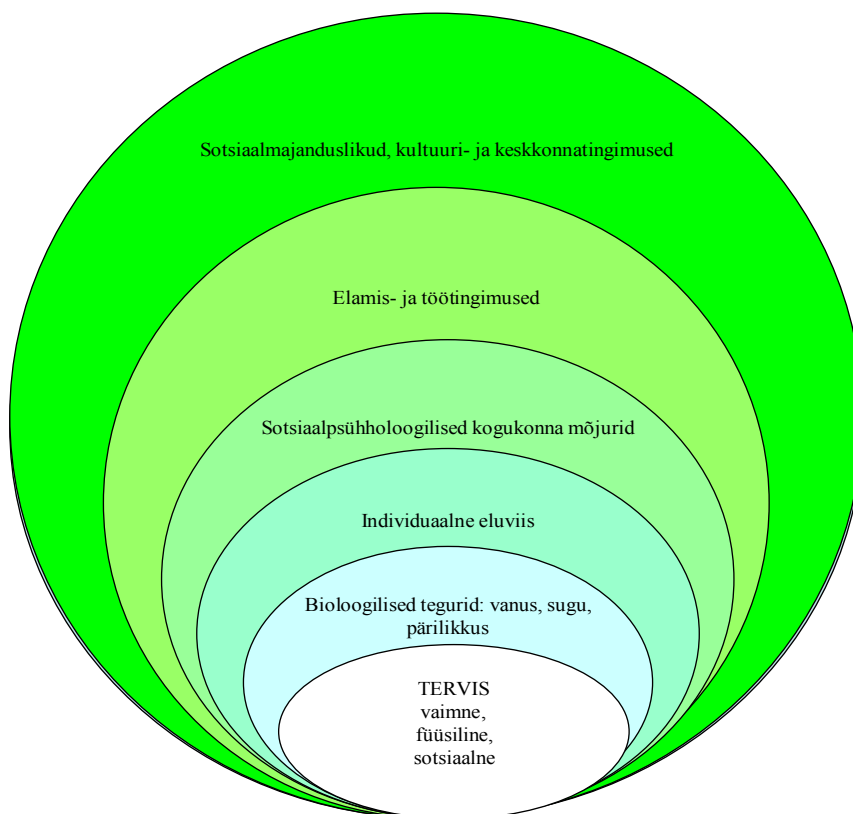 Sotsiaalmajanduslikud, kultuuri- ja keskkonnatingimused
Elamis- ja töötingimused
Sotsiaalpsühholoogilised kogukonna mõjurid
Individuaalne eluviis
Bioloogilised tegurid: vanus, sugu,
pärilikkus
TERVIS
vaimne,
füüsiline,
sotsiaalne